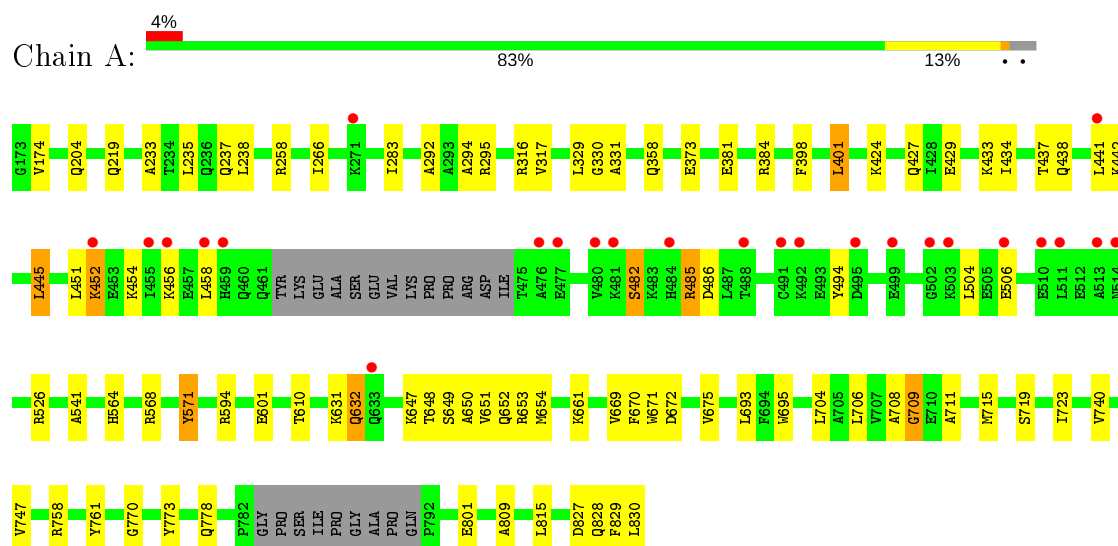 4%
Chain A:
83% 13% • •
G173 V174 Q204 Q219 A233 T234 L235 Q236 Q237 L238 R258 I266 K271 I283 A292 A293 A294 R295 R316 V317 L329 G330 A331 Q358 E373 E381 R384 F398 L401 K424 Q427 I428 E429 K433 I434 T437 Q438 L441 K442
L445 L451 K452 E453 K454 I455 K456 E457 L458 H459 Q460 Q461 TYR LYS GLU ALA SER GLU VAL LYS PRO PRO ARG ASP ILE T475 A476 E477 V480 K481 S482 K483 H484 R485 D486 L487 T488 C491 K492 E493 Y494 D495 E499 G502 K503 L504 E505 E506 E510 L511 E512 A513 N514
R526 A541 H564 R568 Y571 R594 E601 T610 K631 Q632 Q633 K647 T648 S649 A650 V651 Q652 R653 M654 K661 V669 F670 W671 D672 V675 L693 F694 W695 L704 A705 L706 V707 A708 G709 E710 A711 M715 S719 I723 V740
V747 R758 Y761 G770 Y773 Q778 P782 GLY PRO SER ILE PRO GLY ALA PRO GLN P792 E801 A809 L815 D827 Q828 F829 L830